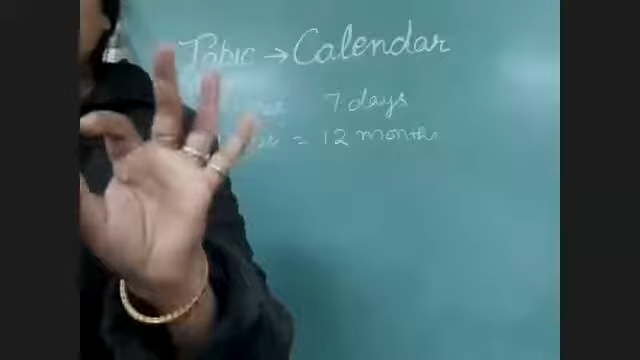 Topic → Calendar
7 days
= 12 months